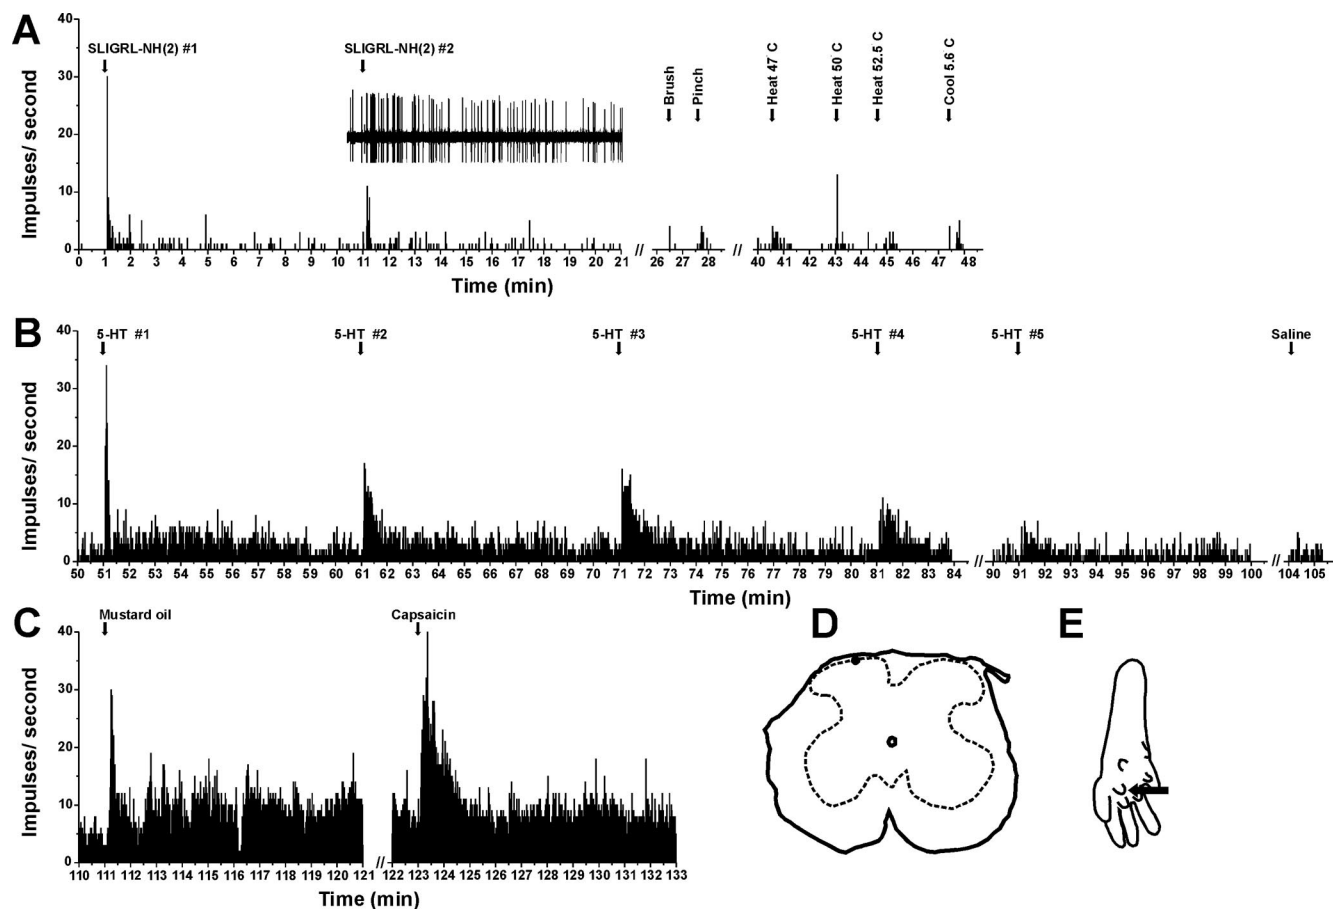 A
SLIGRL-NH(2) #1
SLIGRL-NH(2) #2
Brush
Pinch
Heat 47 C
Heat 50 C
Heat 52.5 C
Cool 5.6 C
Impulses/ second
40
30
20
10
0
0 1 2 3 4 5 6 7 8 9 10 11 12 13 14 15 16 17 18 19 20 21 // 26 27 28 // 40 41 42 43 44 45 46 47 48
Time (min)
B
5-HT #1
5-HT #2
5-HT #3
5-HT #4
5-HT #5
Saline
Impulses/ second
40
30
20
10
0
50 51 52 53 54 55 56 57 58 59 60 61 62 63 64 65 66 67 68 69 70 71 72 73 74 75 76 77 78 79 80 81 82 83 84 // 90 91 92 93 94 95 96 97 98 99 100 // 104 105
Time (min)
C
Mustard oil
Capsaicin
Impulses/ second
40
30
20
10
0
110 111 112 113 114 115 116 117 118 119 120 121 // 122 123 124 125 126 127 128 129 130 131 132 133
Time (min)
D
E